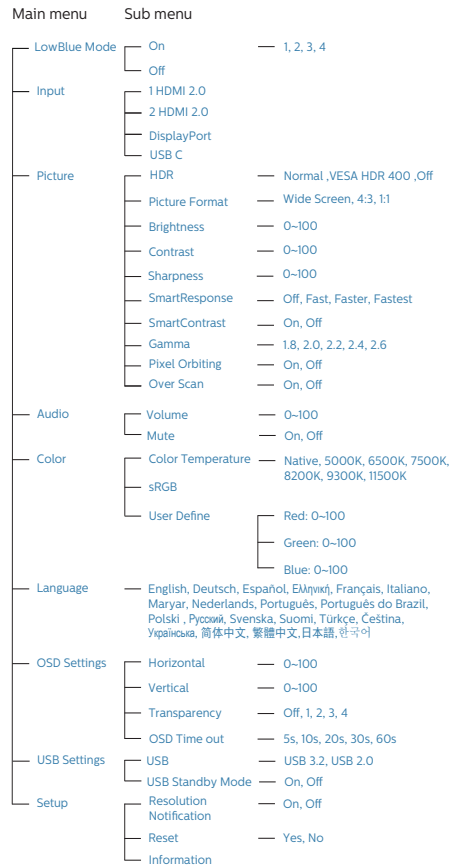 Main menu Sub menu
LowBlue Mode On 1, 2, 3, 4
Off
Input 1 HDMI 2.0
2 HDMI 2.0
DisplayPort
USB C
Picture HDR Normal ,VESA HDR 400 ,Off
Picture Format Wide Screen, 4:3, 1:1
Brightness 0~100
Contrast 0~100
Sharpness 0~100
SmartResponse Off, Fast, Faster, Fastest
SmartContrast On, Off
Gamma 1.8, 2.0, 2.2, 2.4, 2.6
Pixel Orbiting On, Off
Over Scan On, Off
Audio Volume 0~100
Mute On, Off
Color Color Temperature Native, 5000K, 6500K, 7500K,
8200K, 9300K, 11500K
sRGB
User Define Red: 0~100
Green: 0~100
Blue: 0~100
Language English, Deutsch, Español, Ελληνική, Français, Italiano,
Maryar, Nederlands, Português, Português do Brazil,
Polski , Русский, Svenska, Suomi, Türkçe, Čeština,
Українська, 简体中文, 繁體中文,日本語,한국어
OSD Settings Horizontal 0~100
Vertical 0~100
Transparency Off, 1, 2, 3, 4
OSD Time out 5s, 10s, 20s, 30s, 60s
USB Settings USB USB 3.2, USB 2.0
USB Standby Mode On, Off
Setup Resolution On, Off
Notification
Reset Yes, No
Information